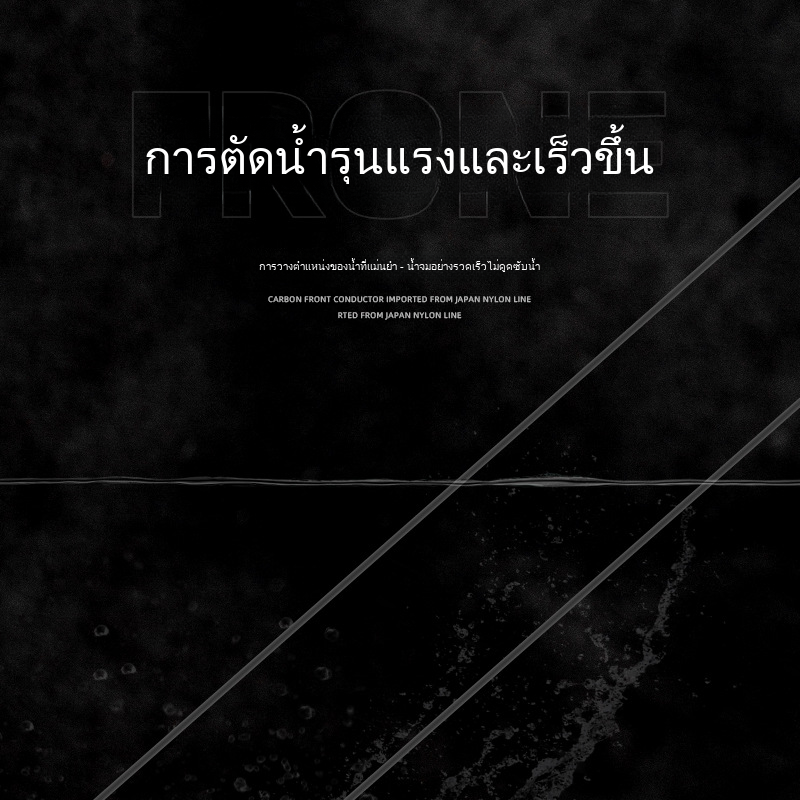 FRONE
การตัดน้ำรุนแรงและเร็วขึ้น
การวางตำแหน่งของน้ำที่แม่นยำ - น้ำจมอย่างรวดเร็วไม่ดูดซับน้ำ
CARBON FRONT CONDUCTOR IMPORTED FROM JAPAN NYLON LINE
RTED FROM JAPAN NYLON LINE